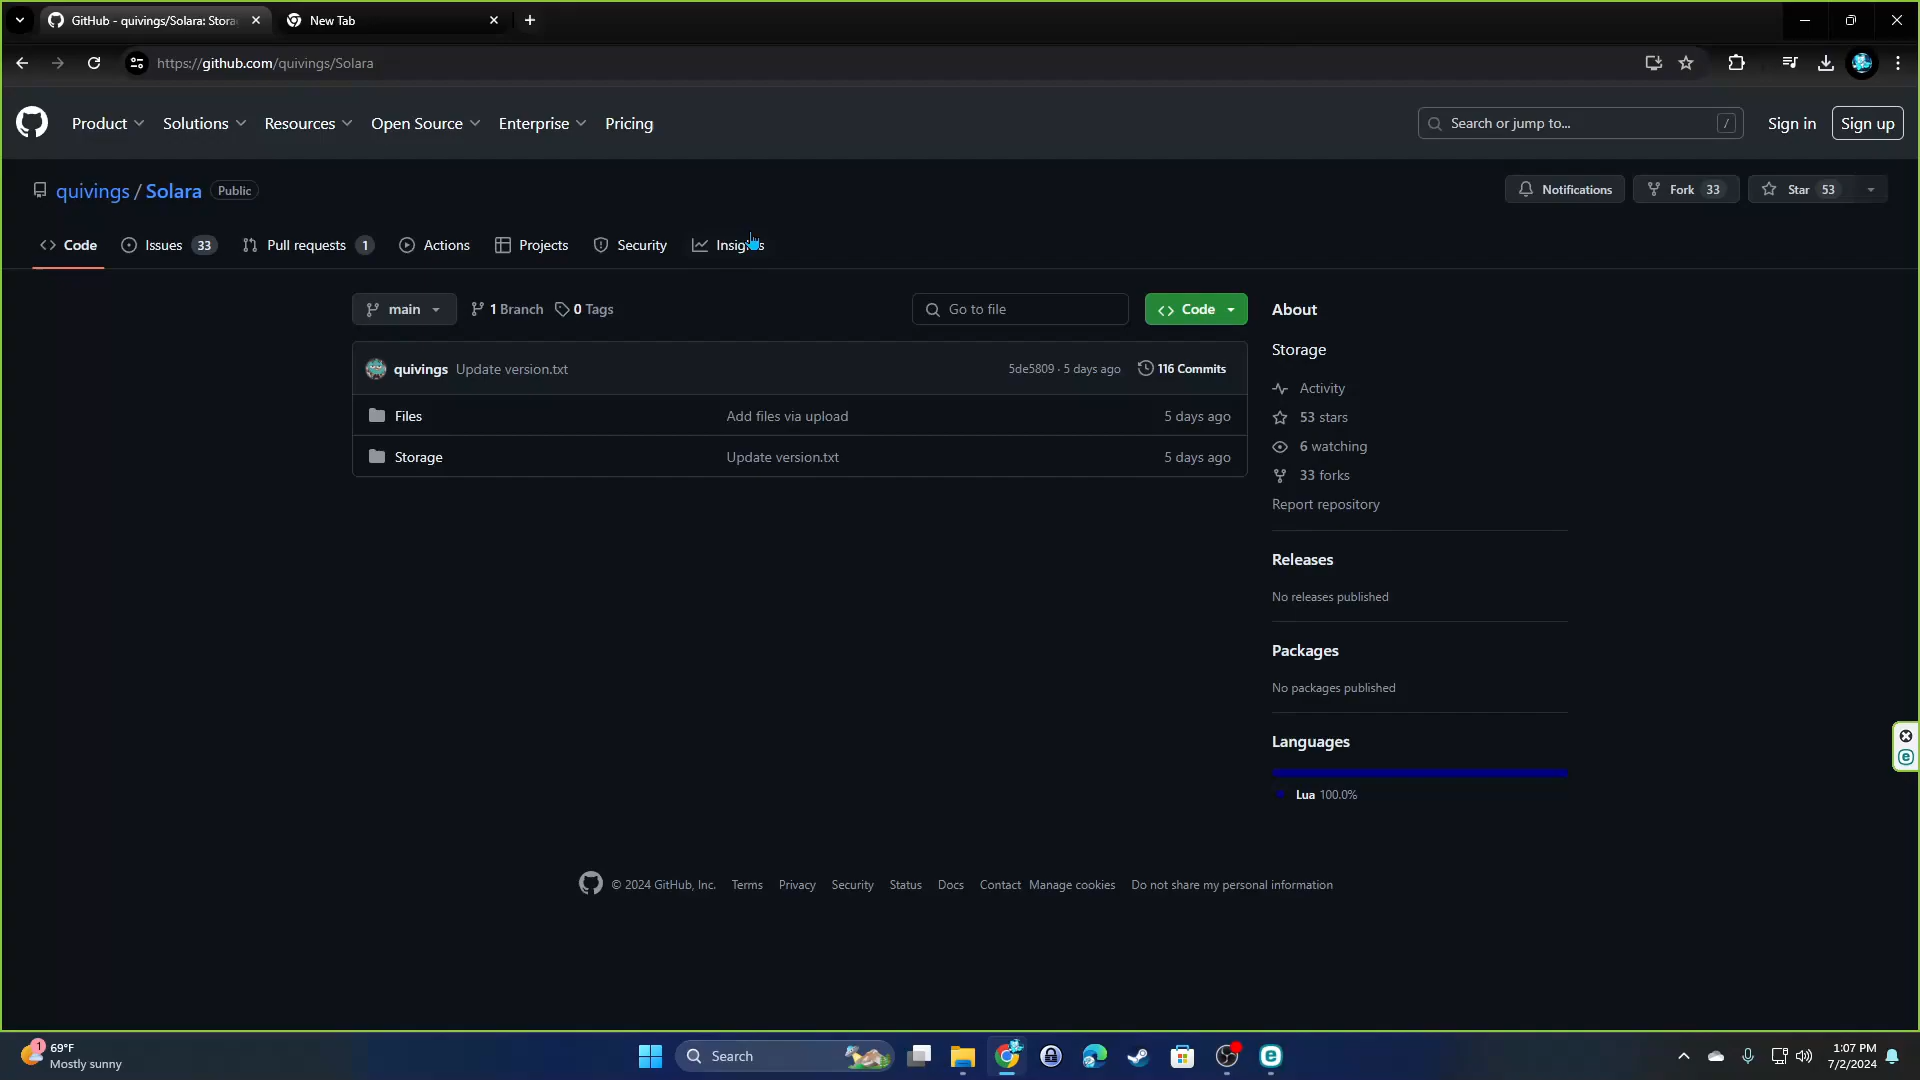 GitHub - quivings/Solara: Stora
New Tab
https://github.com/quivings/Solara
Product
Solutions
Resources
Open Source
Enterprise
Pricing
Search or jump to...
/
Sign in
Sign up
quivings / Solara
Public
Notifications
Fork 33
Star 53
Code
Issues 33
Pull requests 1
Actions
Projects
Security
Insights
main
1 Branch
0 Tags
Go to file
Code
About
Storage
quivings Update version.txt
5de5809 · 5 days ago
116 Commits
Files Add files via upload 5 days ago
Storage Update version.txt 5 days ago
Activity
53 stars
6 watching
33 forks
Report repository
Releases
No releases published
Packages
No packages published
Languages
Lua 100.0%
© 2024 GitHub, Inc. Terms Privacy Security Status Docs Contact Manage cookies Do not share my personal information
1
69°F
Mostly sunny
Search
1:07 PM
7/2/2024